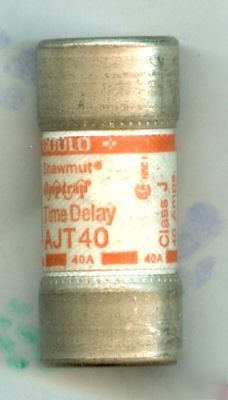 GOULD
Shawmut
Amptrap
Time Delay
AJT40
40A
40A
Class J
40 Amps